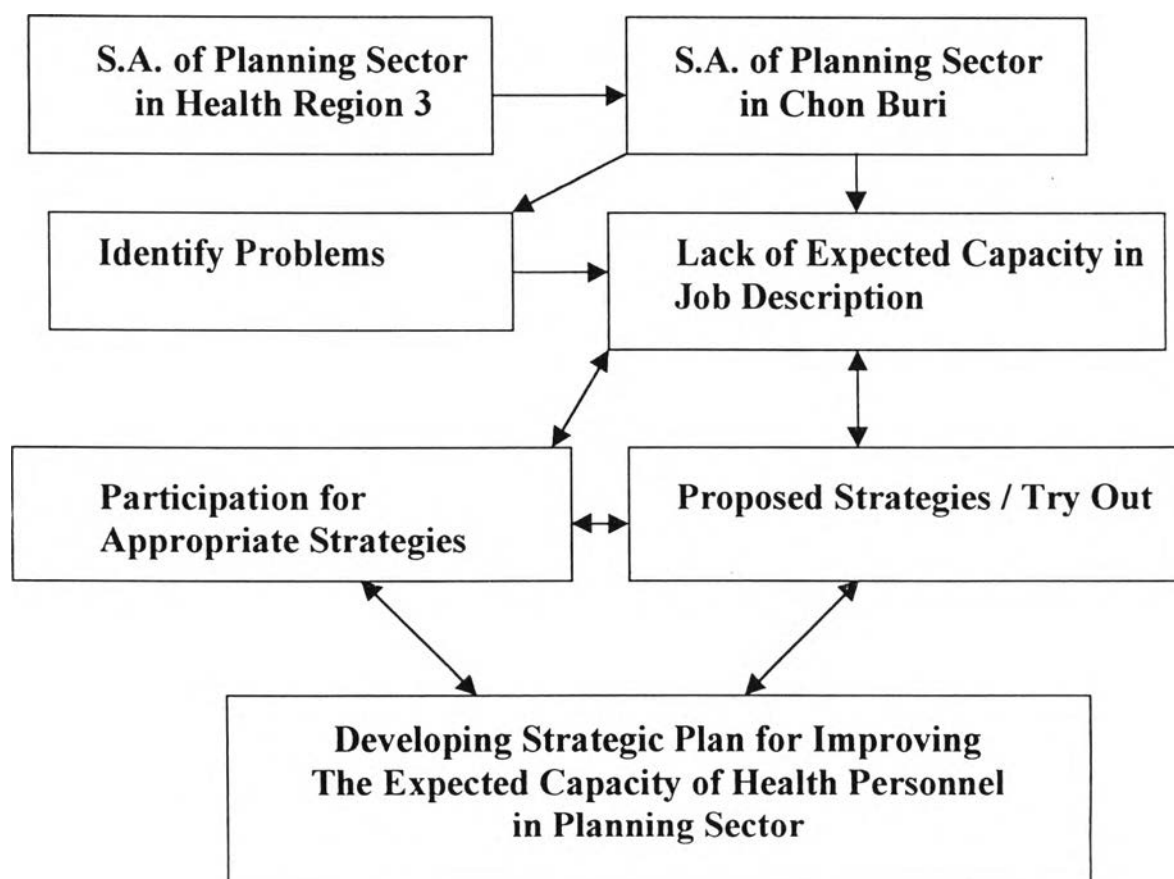 S.A. of Planning Sector
in Health Region 3
S.A. of Planning Sector
in Chon Buri
Identify Problems
Lack of Expected Capacity in
Job Description
Participation for
Appropriate Strategies
Proposed Strategies / Try Out
Developing Strategic Plan for Improving
The Expected Capacity of Health Personnel
in Planning Sector